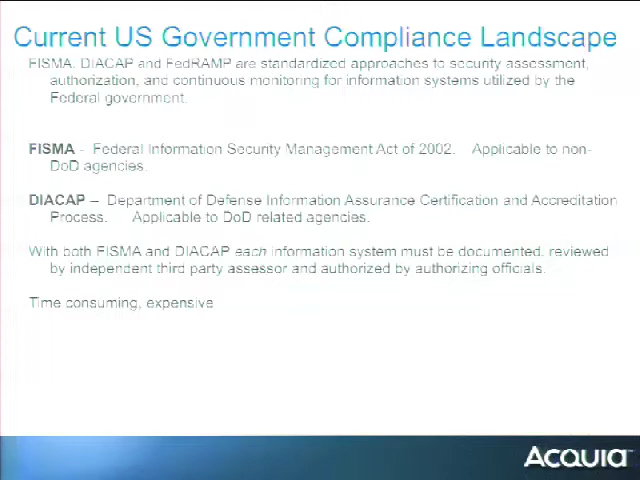 Current US Government Compliance Landscape
FISMA, DIACAP and FedRAMP are standardized approaches to security assessment,
authorization, and continuous monitoring for information systems utilized by the
Federal government.
FISMA - Federal Information Security Management Act of 2002. Applicable to non-
DoD agencies.
DIACAP – Department of Defense Information Assurance Certification and Accreditation
Process. Applicable to DoD related agencies.
With both FISMA and DIACAP each information system must be documented, reviewed
by independent third party assessor and authorized by authorizing officials.
Time consuming, expensive
ACQUIA